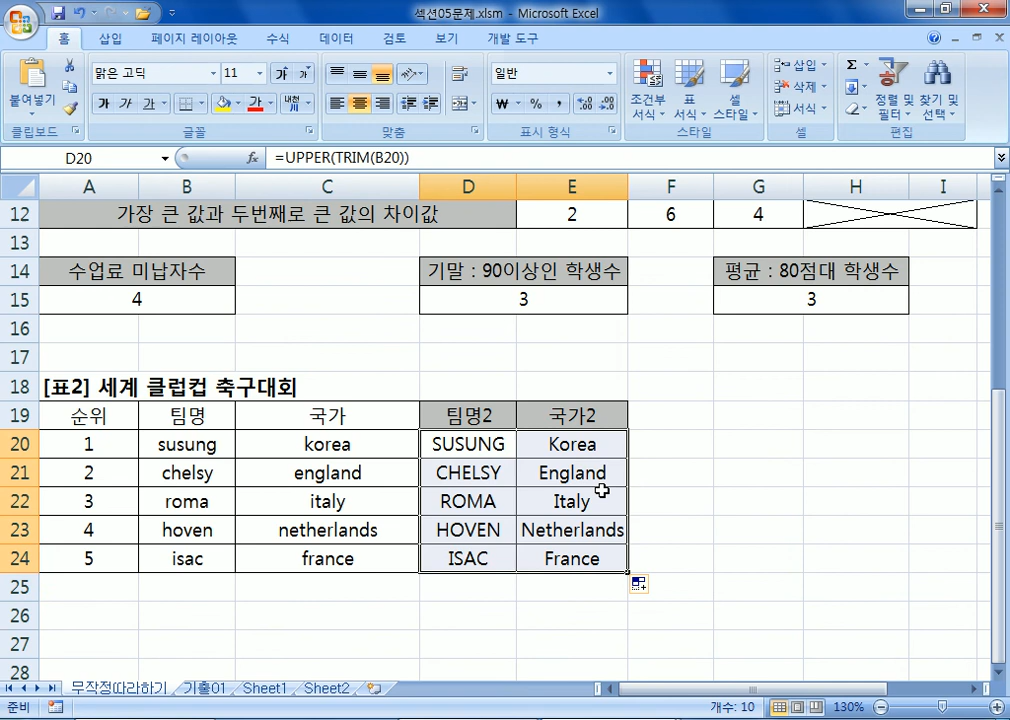 섹션05문제.xlsm - Microsoft Excel
홈 삽입 페이지 레이아웃 수식 데이터 검토 보기 개발 도구
붙여넣기 맑은 고딕 11 가 가 일반 조건부 서식 표 서식 셀 스타일 삽입 삭제 서식 Σ 정렬 및 필터 찾기 및 선택
가 가 가 가 내천 ₩ % ,
클립보드 글꼴 맞춤 표시 형식 스타일 셀 편집
D20 fx =UPPER(TRIM(B20))
A B C D E F G H I
12 가장 큰 값과 두번째로 큰 값의 차이값 2 6 4
13
14 수업료 미납자수 기말 : 90이상인 학생수 평균 : 80점대 학생수
15 4 3 3
16
17
18 [표2] 세계 클럽컵 축구대회
19 순위 팀명 국가 팀명2 국가2
20 1 susung korea SUSUNG Korea
21 2 chelsy england CHELSY England
22 3 roma italy ROMA Italy
23 4 hoven netherlands HOVEN Netherlands
24 5 isac france ISAC France
25
26
27
28
무작정따라하기 기출01 Sheet1 Sheet2
준비 개수: 10 130%